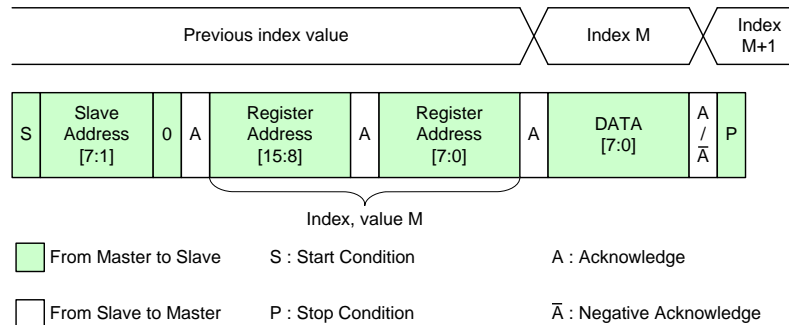 Previous index value
Index M
Index
M+1
S
Slave
Address
[7:1]
0
A
Register
Address
[15:8]
A
Register
Address
[7:0]
A
DATA
[7:0]
A
/
A̅
P
Index, value M
From Master to Slave
S : Start Condition
A : Acknowledge
From Slave to Master
P : Stop Condition
A̅ : Negative Acknowledge